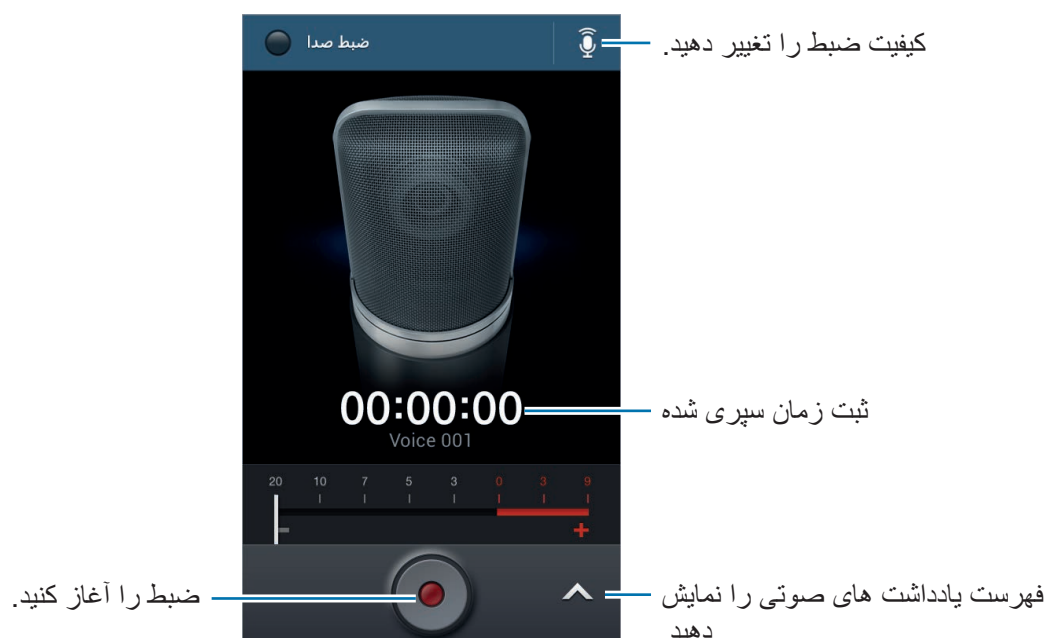 ضبط صدا
کیفیت ضبط را تغییر دهید.
00:00:00
ثبت زمان سپری شده
Voice 001
20 10 7 5 3 0 3 9
- +
ضبط را آغاز کنید.
فهرست یادداشت های صوتی را نمایش
دهید